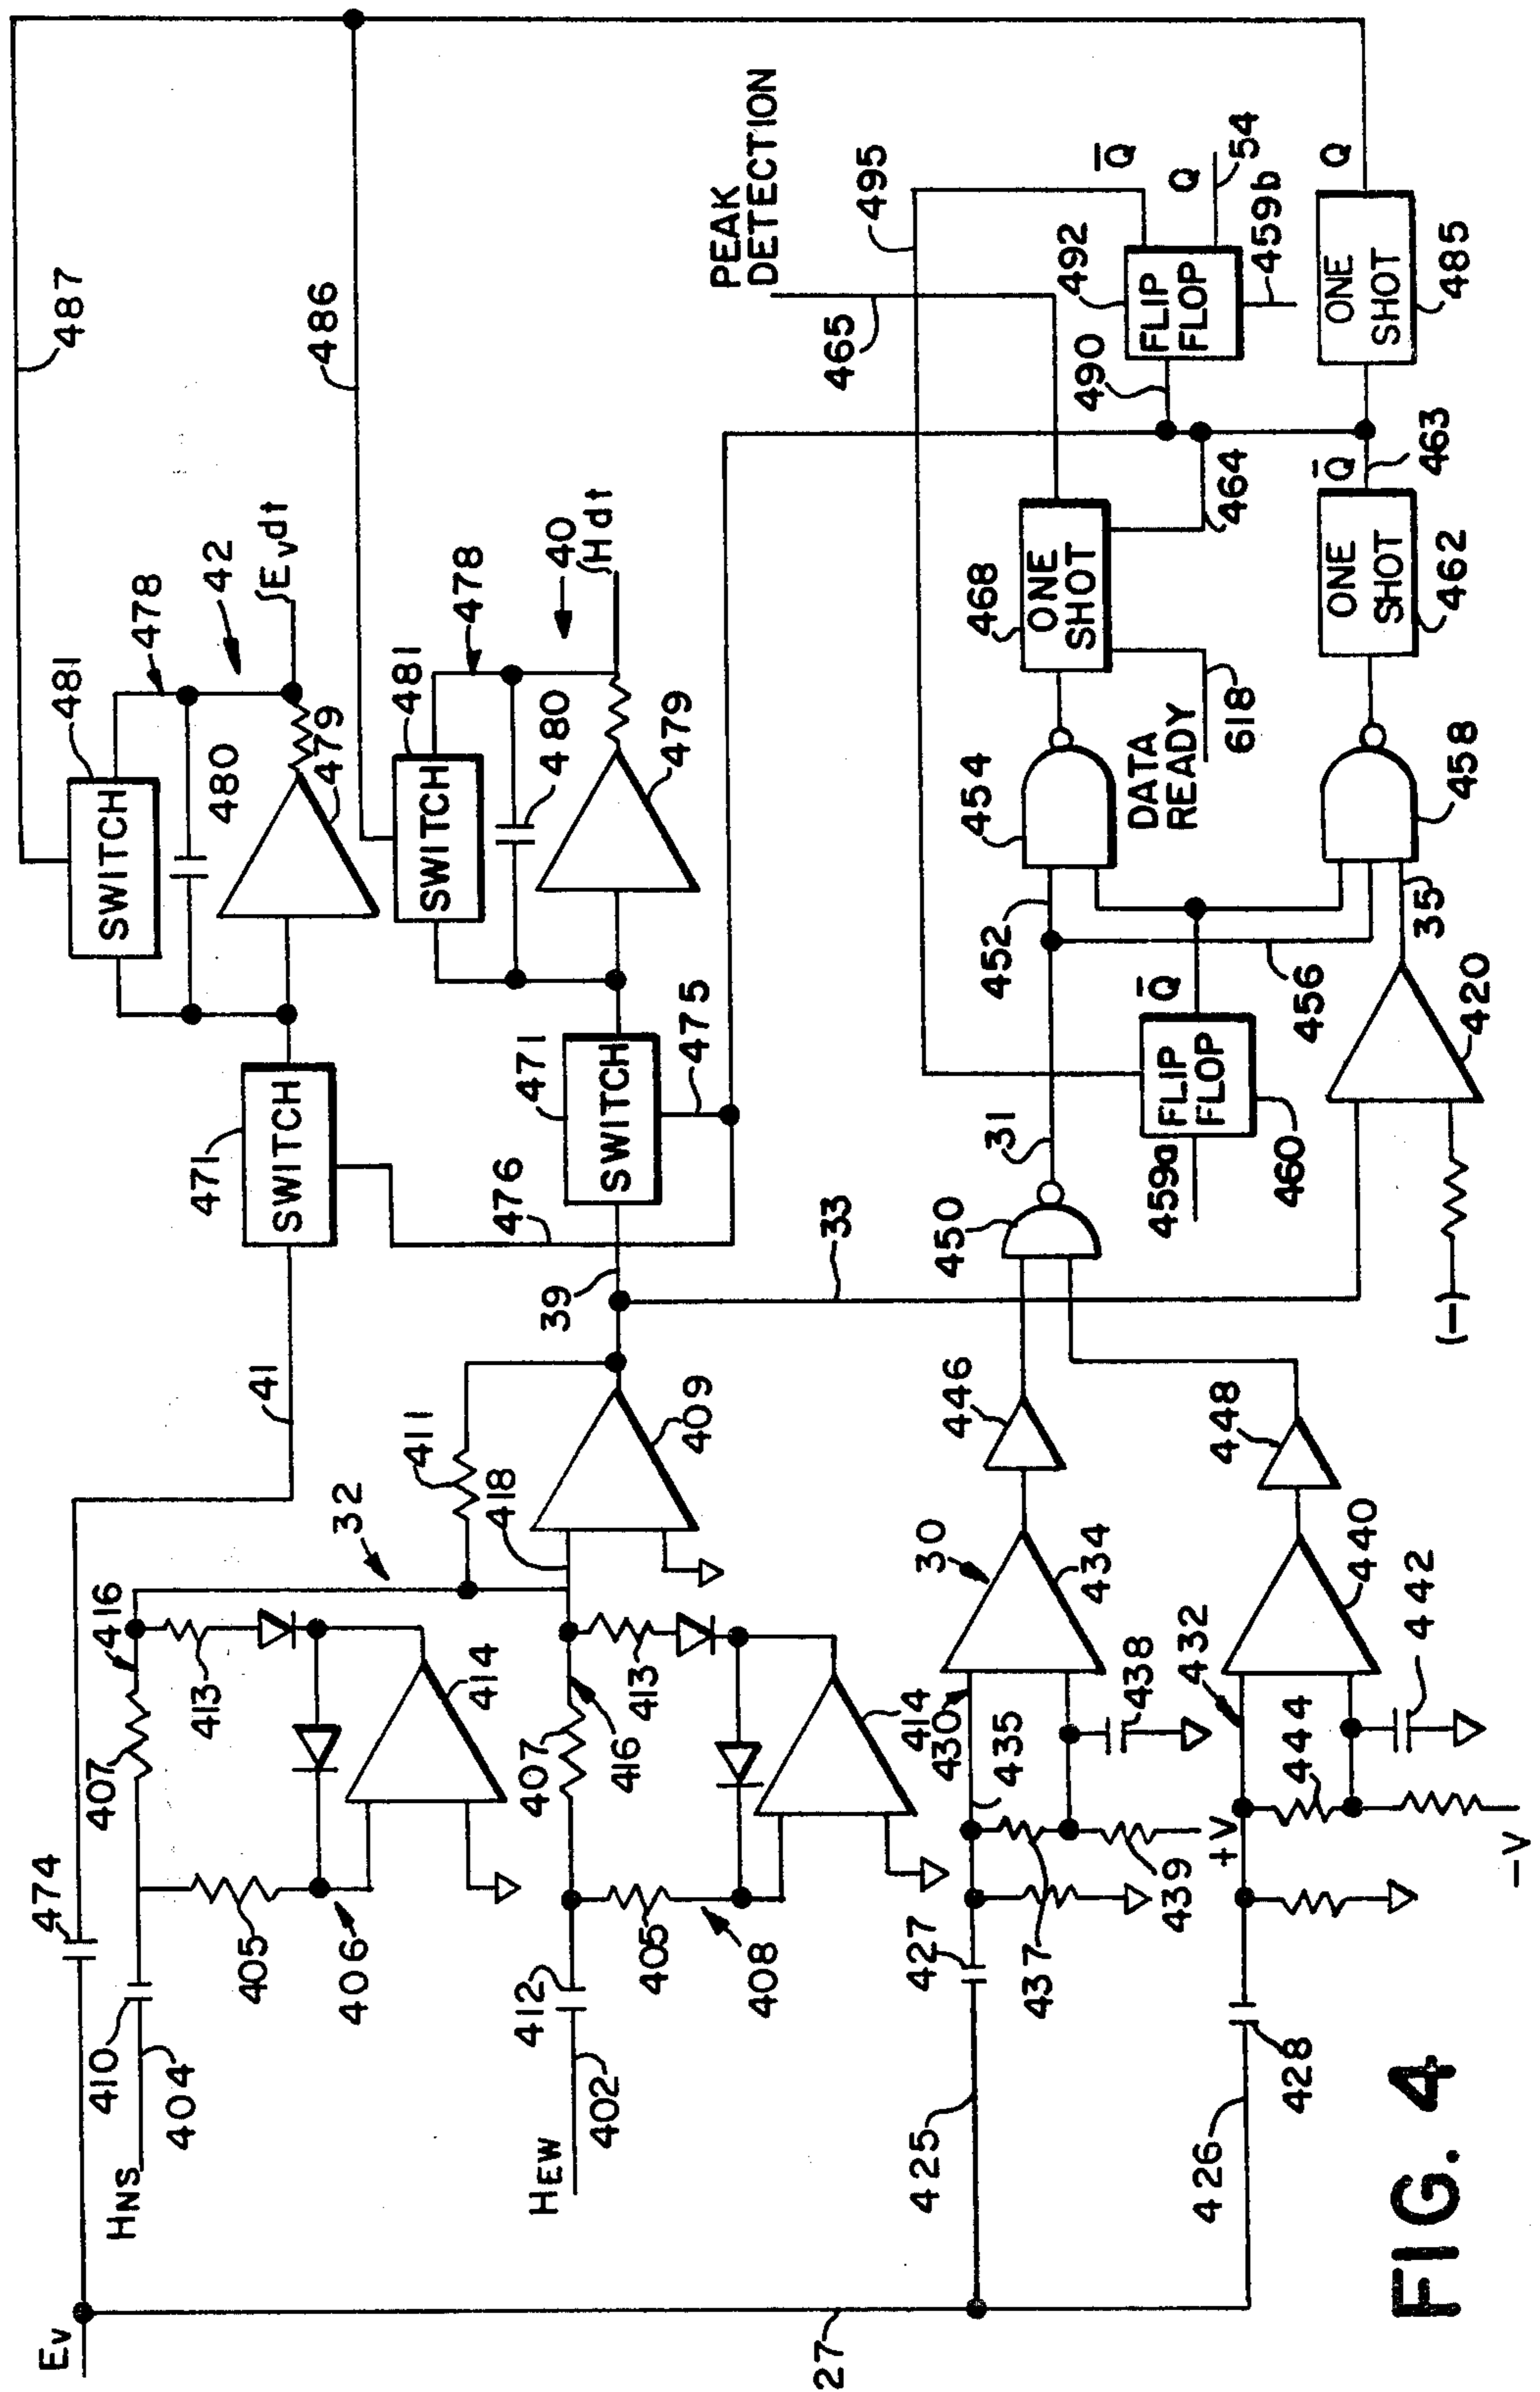 487
486
481
478
42
∫Evdt
SWITCH
480
479
471
SWITCH
41
481
478
40
∫Hdt
SWITCH
480
479
471
SWITCH
475
476
39
33
PEAK
DETECTION
465
495
Q̅
Q
54
492
FLIP
FLOP
459b
490
Q
ONE
SHOT
485
464
Q̅
463
468
ONE
SHOT
ONE
SHOT
462
DATA
READY
618
454
458
452
456
35
Q̅
FLIP
FLOP
460
459a
31
450
420
(-)
474
Ev
HNS
404
410
405
406
407
416
413
414
32
411
418
409
HEW
402
412
405
408
407
416
413
414
27
425
427
430
435
437
439
+V
438
30
434
446
426
428
432
444
442
440
448
-V
FIG. 4